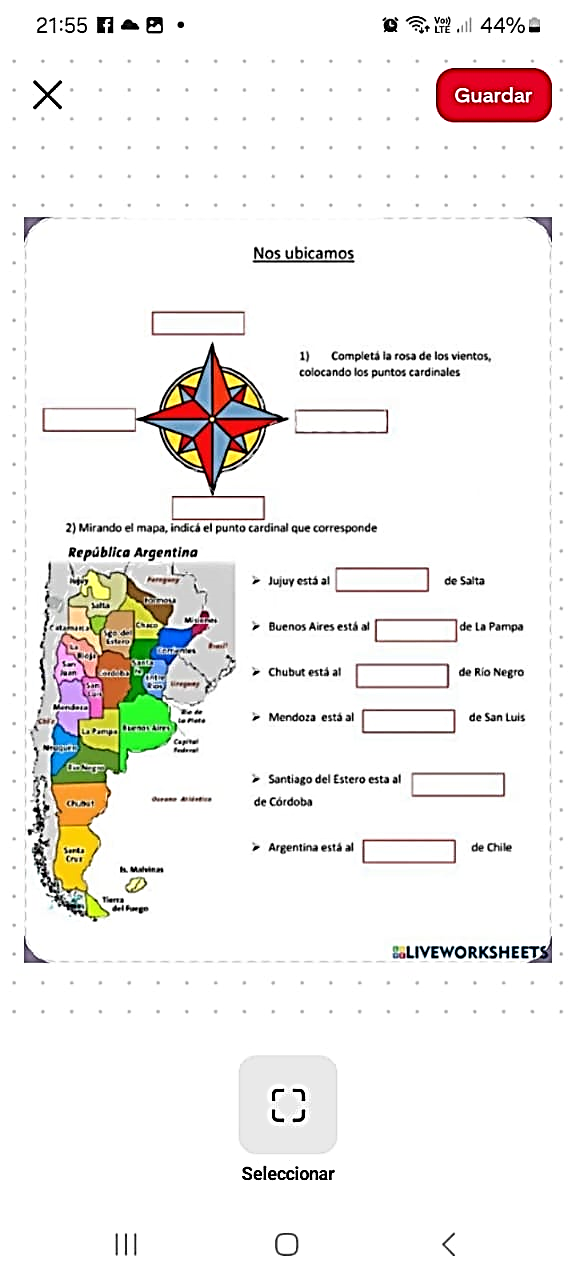 21:55
Vo))
LTE
44%
Guardar
Nos ubicamos
1) Completá la rosa de los vientos,
colocando los puntos cardinales
2) Mirando el mapa, indicá el punto cardinal que corresponde
República Argentina
Jujuy
Paraguay
Formosa
Salta
Chaco
Misiones
Catamarca
Sgo. del
Estero
Corrientes
Brasil
La
Rioja
Santa
San
Juan
Córdoba
Entre
Ríos
Uruguay
San
Luis
Mendoza
Río de
la Plata
Chile
La Pampa
Buenos Aires
Capital
Federal
Neuquén
Río Negro
Chubut
Oceano Atlántico
Santa
Cruz
Is. Malvinas
Tierra
del Fuego
➢ Jujuy está al de Salta
➢ Buenos Aires está al de La Pampa
➢ Chubut está al de Río Negro
➢ Mendoza está al de San Luis
➢ Santiago del Estero esta al
de Córdoba
➢ Argentina está al de Chile
LIVEWORKSHEETS
Seleccionar